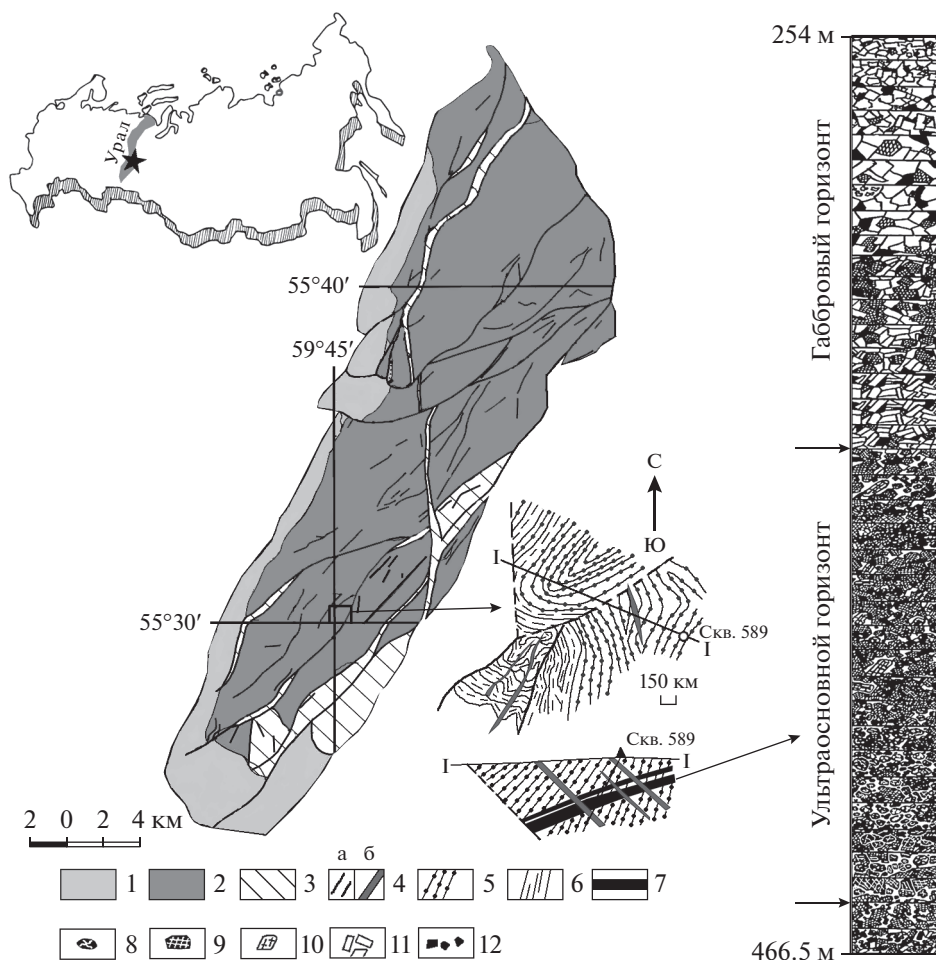 254 м
Урал
Габбровый горизонт
55°40′
59°45′
С
Ю
I
55°30′
Скв. 589
I
150 км
Ультраосновной горизонт
Скв. 589
I
I
2 0 2 4 км
а б
1 2 3 4 5 6 7
8 9 10 11 12
466.5 м